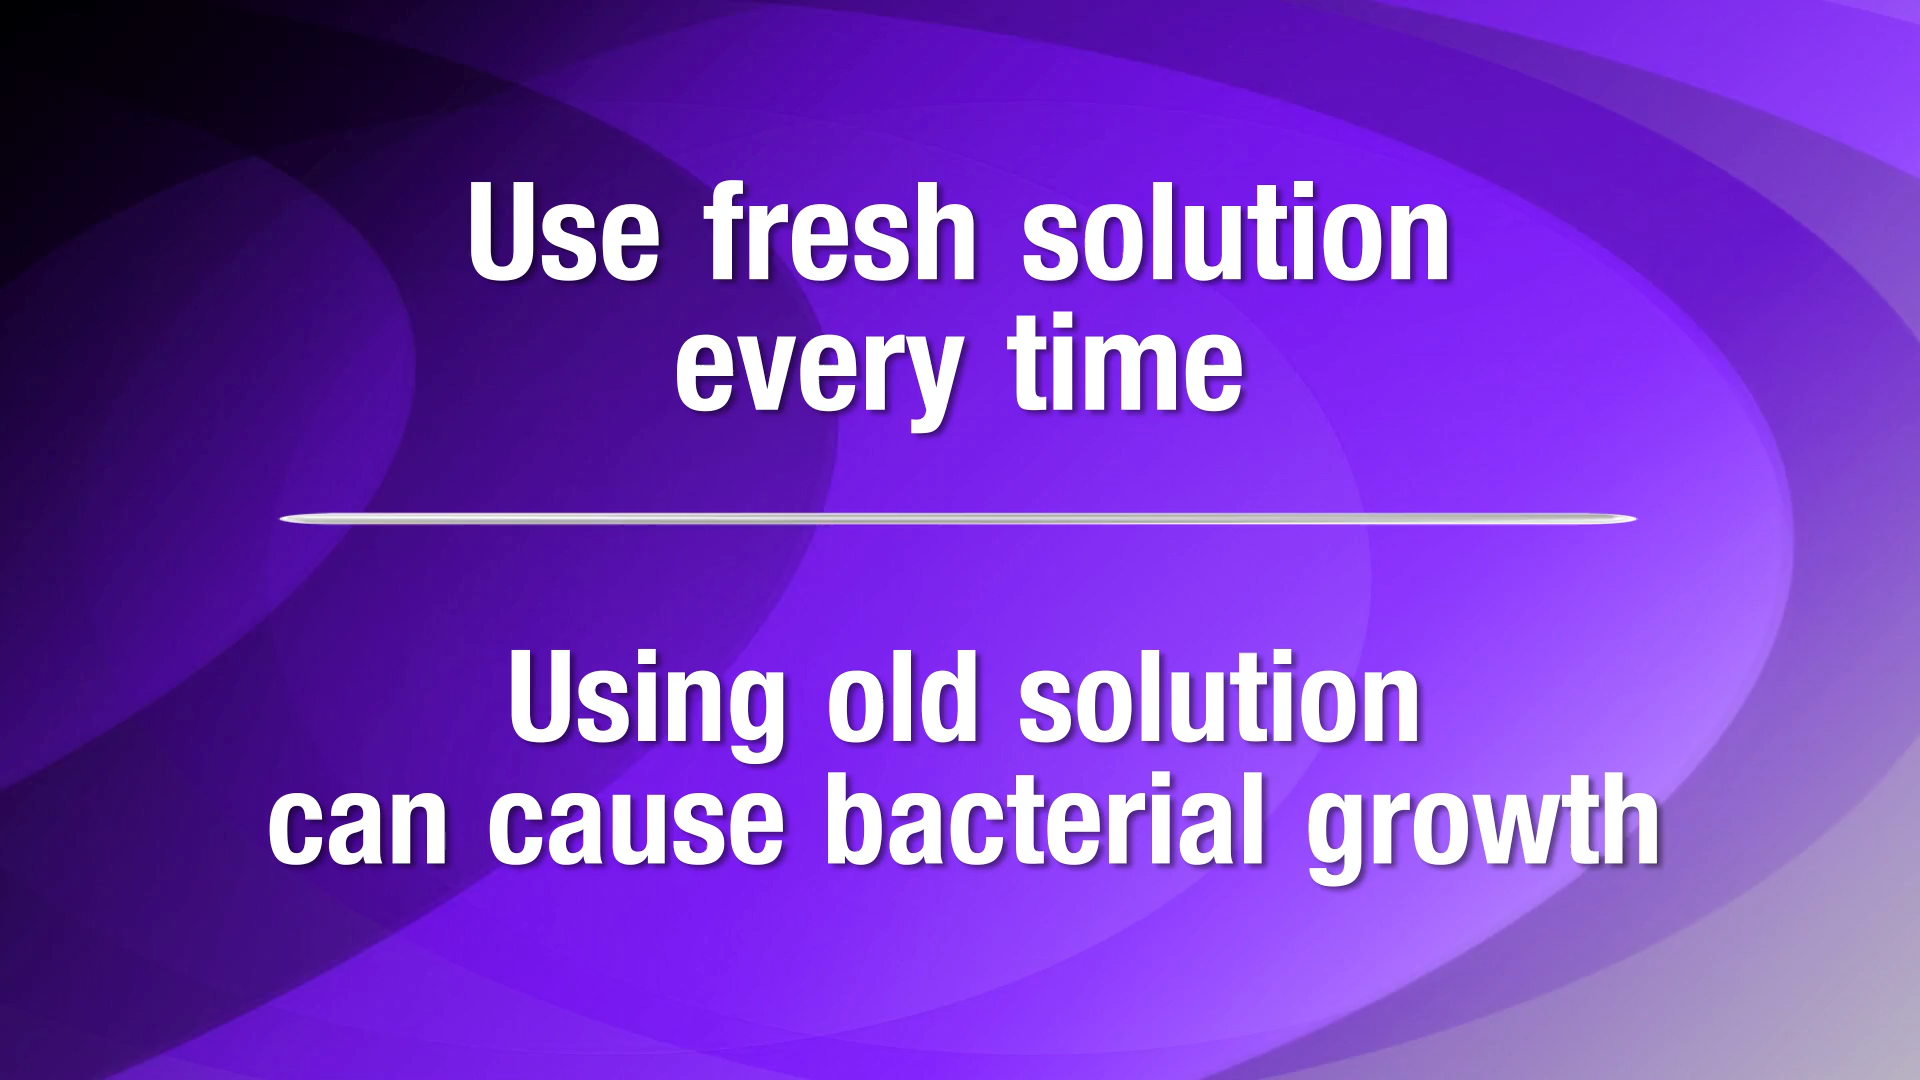 Use fresh solution
every time
Using old solution
can cause bacterial growth